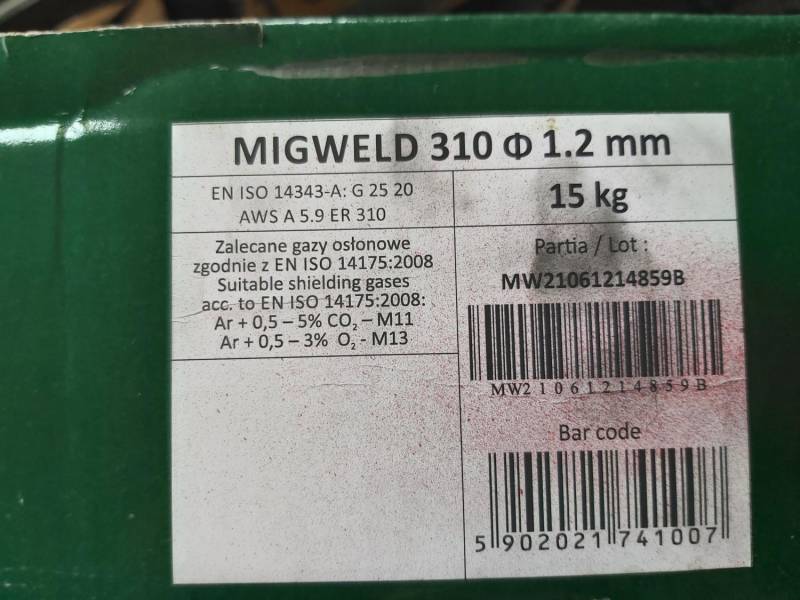 MIGWELD 310 Φ 1.2 mm
EN ISO 14343-A: G 25 20
AWS A 5.9 ER 310
15 kg
Zalecane gazy osłonowe
zgodnie z EN ISO 14175:2008
Suitable shielding gases
acc. to EN ISO 14175:2008:
Ar + 0,5 – 5% CO₂ – M11
Ar + 0,5 – 3% O₂ - M13
Partia / Lot :
MW21061214859B
MW21061214859B
Bar code
5 902021 741007